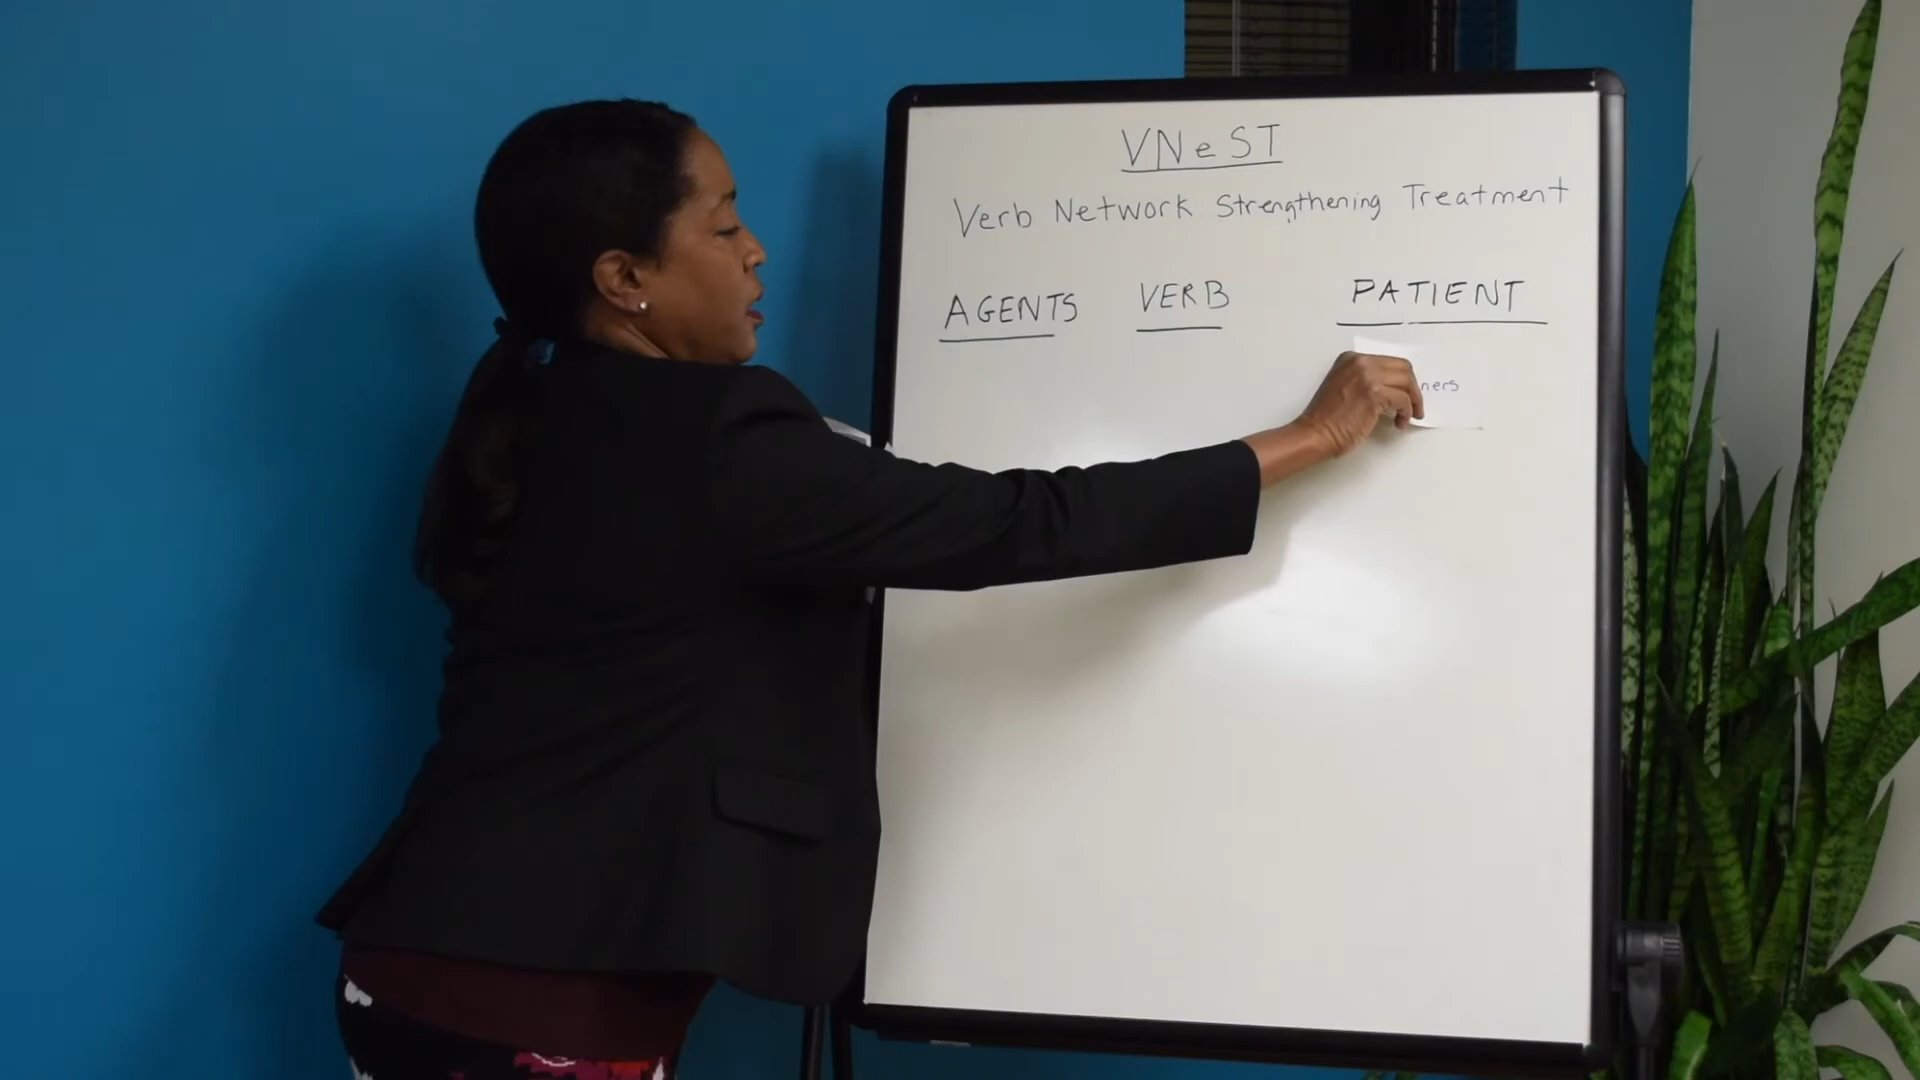 VNeST
Verb Network Strengthening Treatment
AGENTS VERB PATIENT